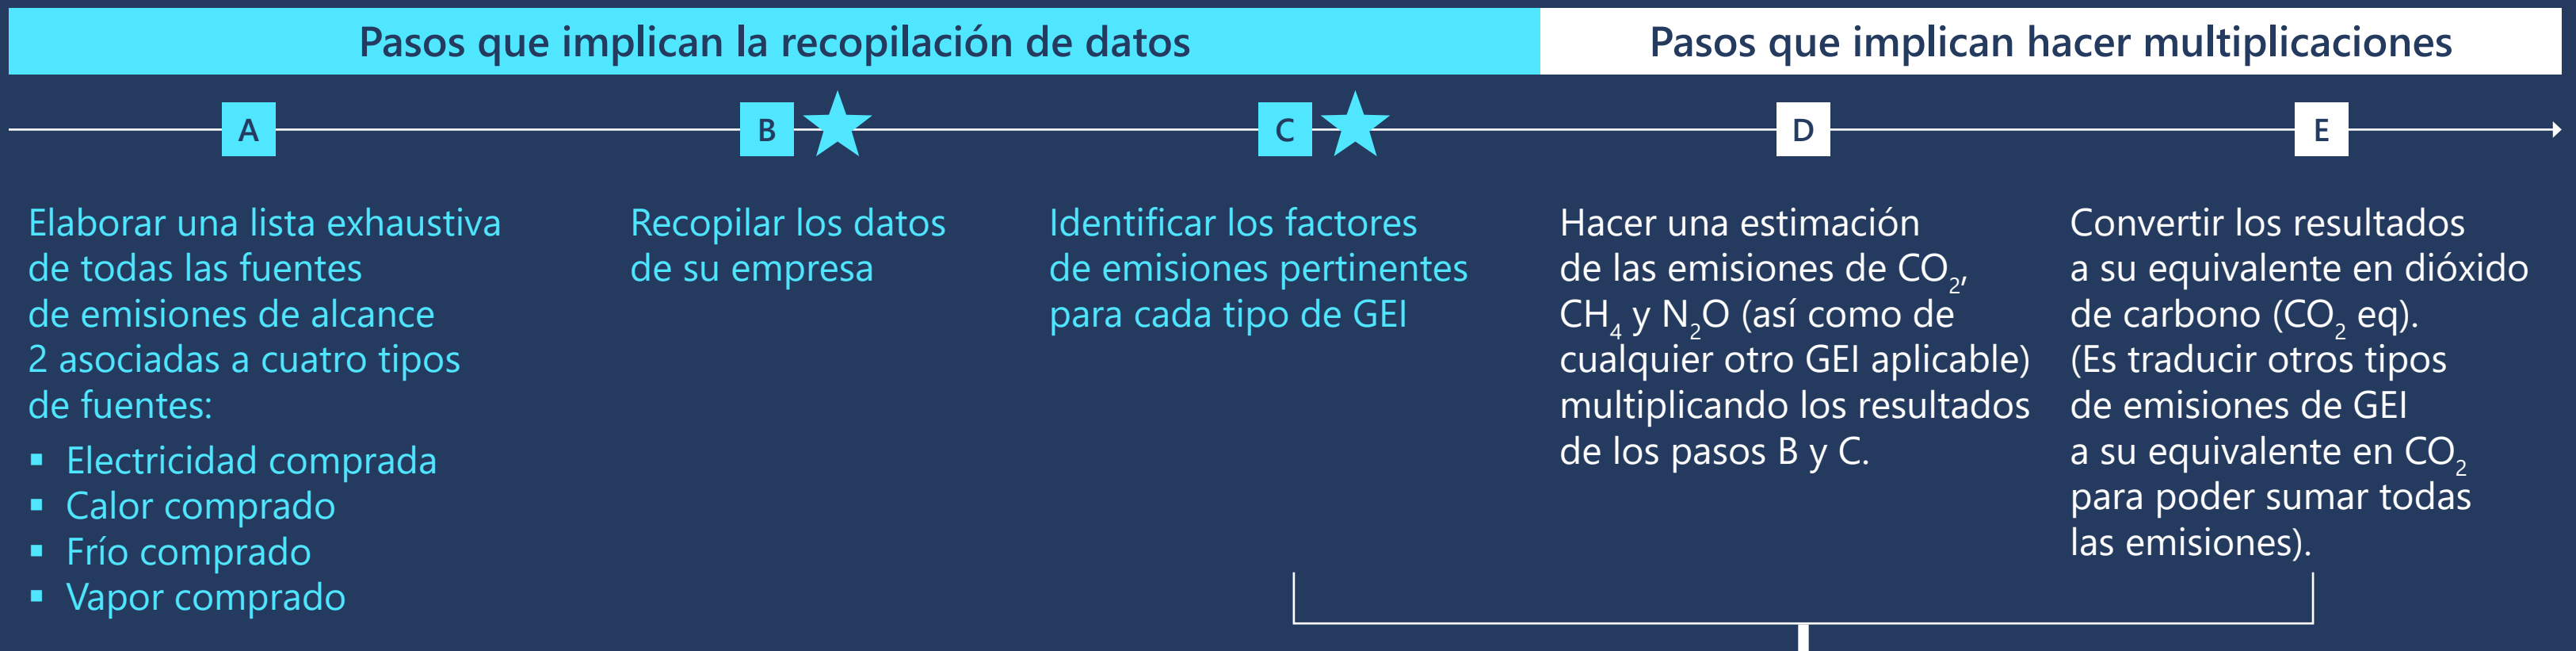 Pasos que implican la recopilación de datos
Pasos que implican hacer multiplicaciones
A
B
C
D
E
Elaborar una lista exhaustiva
de todas las fuentes
de emisiones de alcance
2 asociadas a cuatro tipos
de fuentes:
▪ Electricidad comprada
▪ Calor comprado
▪ Frío comprado
▪ Vapor comprado
Recopilar los datos
de su empresa
Identificar los factores
de emisiones pertinentes
para cada tipo de GEI
Hacer una estimación
de las emisiones de CO₂,
CH₄ y N₂O (así como de
cualquier otro GEI aplicable)
multiplicando los resultados
de los pasos B y C.
Convertir los resultados
a su equivalente en dióxido
de carbono (CO₂ eq).
(Es traducir otros tipos
de emisiones de GEI
a su equivalente en CO₂
para poder sumar todas
las emisiones).